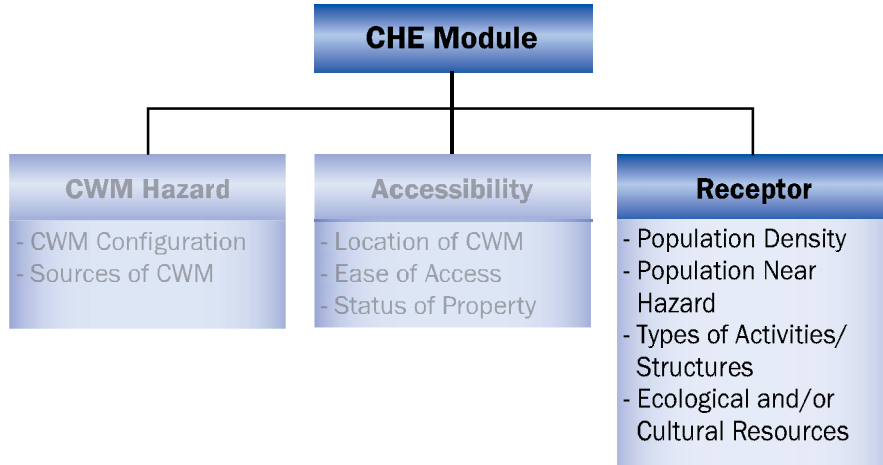 CHE Module
CWM Hazard
- CWM Configuration
- Sources of CWM
Accessibility
- Location of CWM
- Ease of Access
- Status of Property
Receptor
- Population Density
- Population Near
Hazard
- Types of Activities/
Structures
- Ecological and/or
Cultural Resources